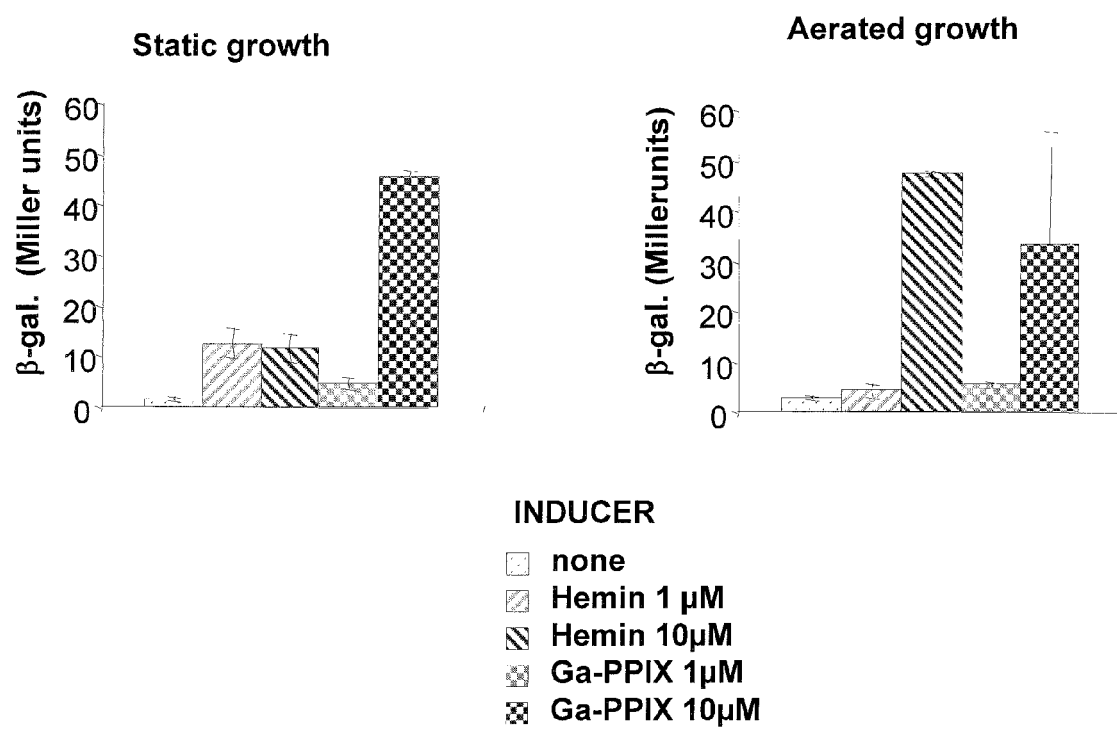 Static growth
β-gal. (Miller units)
60
50
40
30
20
10
0
Aerated growth
β-gal. (Millerunits)
60
50
40
30
20
10
0
INDUCER
none
Hemin 1 µM
Hemin 10µM
Ga-PPIX 1µM
Ga-PPIX 10µM